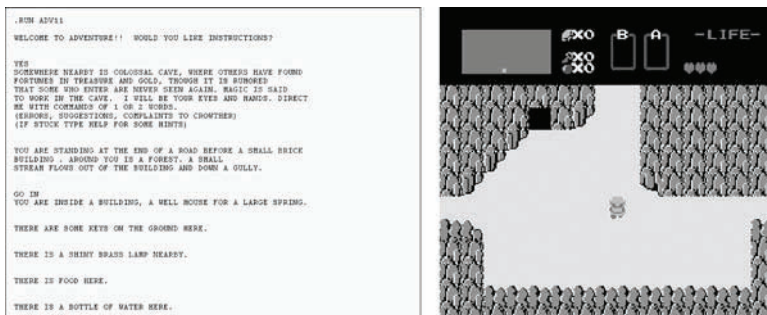 .RUN ADV11
WELCOME TO ADVENTURE!! WOULD YOU LIKE INSTRUCTIONS?
YES
SOMEWHERE NEARBY IS COLOSSAL CAVE, WHERE OTHERS HAVE FOUND
FORTUNES IN TREASURE AND GOLD, THOUGH IT IS RUMORED
THAT SOME WHO ENTER ARE NEVER SEEN AGAIN. MAGIC IS SAID
TO WORK IN THE CAVE. I WILL BE YOUR EYES AND HANDS. DIRECT
ME WITH COMMANDS OF 1 OR 2 WORDS.
(ERRORS, SUGGESTIONS, COMPLAINTS TO CROWTHER)
(IF STUCK TYPE HELP FOR SOME HINTS)
YOU ARE STANDING AT THE END OF A ROAD BEFORE A SMALL BRICK
BUILDING . AROUND YOU IS A FOREST. A SMALL
STREAM FLOWS OUT OF THE BUILDING AND DOWN A GULLY.
GO IN
YOU ARE INSIDE A BUILDING, A WELL HOUSE FOR A LARGE SPRING.
THERE ARE SOME KEYS ON THE GROUND HERE.
THERE IS A SHINY BRASS LAMP NEARBY.
THERE IS FOOD HERE.
THERE IS A BOTTLE OF WATER HERE.
X0 B A -LIFE-
X0
X0